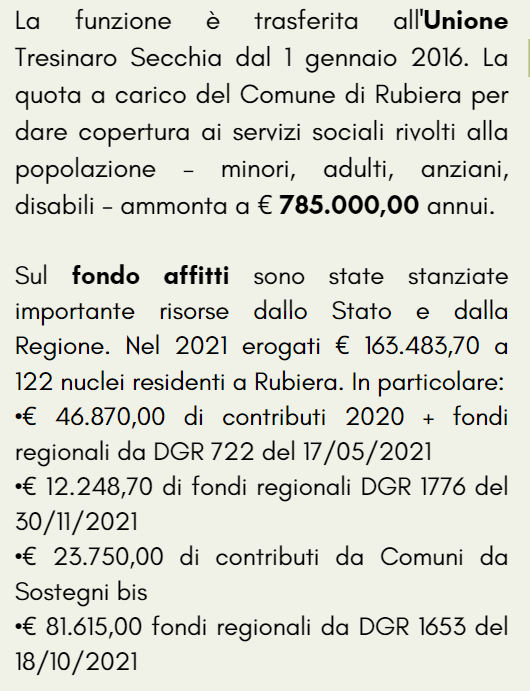 La funzione è trasferita all'Unione
Tresinaro Secchia dal 1 gennaio 2016. La
quota a carico del Comune di Rubiera per
dare copertura ai servizi sociali rivolti alla
popolazione – minori, adulti, anziani,
disabili – ammonta a € 785.000,00 annui.
Sul fondo affitti sono state stanziate
importante risorse dallo Stato e dalla
Regione. Nel 2021 erogati € 163.483,70 a
122 nuclei residenti a Rubiera. In particolare:
•€ 46.870,00 di contributi 2020 + fondi
regionali da DGR 722 del 17/05/2021
•€ 12.248,70 di fondi regionali DGR 1776 del
30/11/2021
•€ 23.750,00 di contributi da Comuni da
Sostegni bis
•€ 81.615,00 fondi regionali da DGR 1653 del
18/10/2021